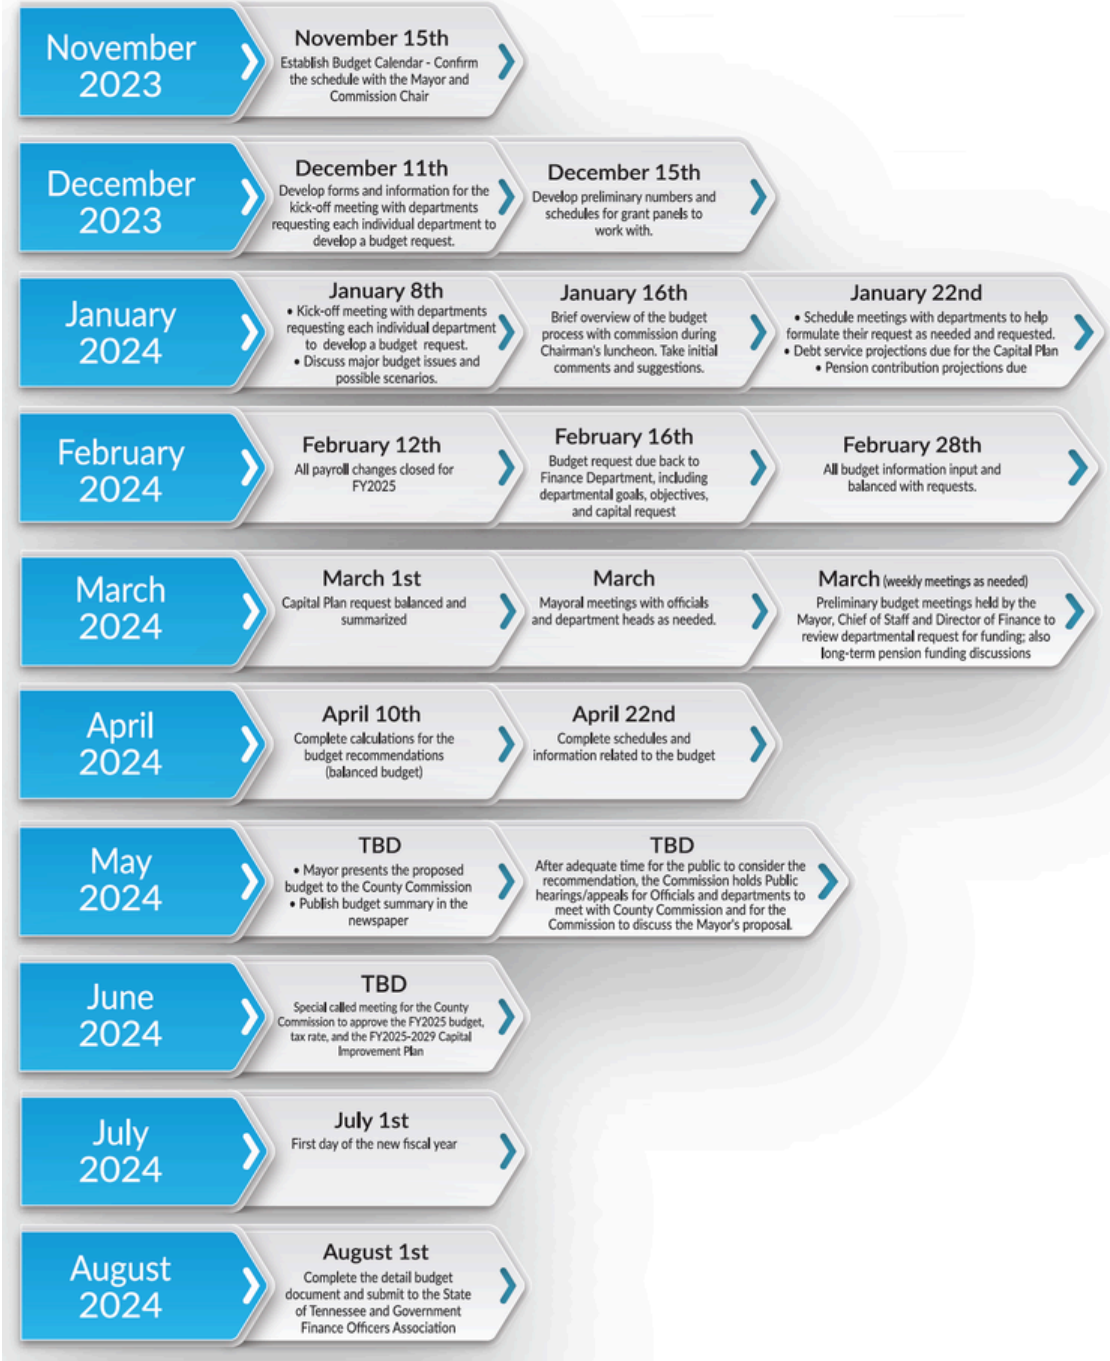 November
2023
November 15th
Establish Budget Calendar - Confirm
the schedule with the Mayor and
Commission Chair
December
2023
December 11th
Develop forms and information for the
kick-off meeting with departments
requesting each individual department to
develop a budget request.
December 15th
Develop preliminary numbers and
schedules for grant panels to
work with.
January
2024
January 8th
• Kick-off meeting with departments
requesting each individual department
to develop a budget request.
• Discuss major budget issues and
possible scenarios.
January 16th
Brief overview of the budget
process with commission during
Chairman's luncheon. Take initial
comments and suggestions.
January 22nd
• Schedule meetings with departments to help
formulate their request as needed and requested.
• Debt service projections due for the Capital Plan
• Pension contribution projections due
February
2024
February 12th
All payroll changes closed for
FY2025
February 16th
Budget request due back to
Finance Department, including
departmental goals, objectives,
and capital request
February 28th
All budget information input and
balanced with requests.
March
2024
March 1st
Capital Plan request balanced and
summarized
March
Mayoral meetings with officials
and department heads as needed.
March (weekly meetings as needed)
Preliminary budget meetings held by the
Mayor, Chief of Staff and Director of Finance to
review departmental request for funding; also
long-term pension funding discussions
April
2024
April 10th
Complete calculations for the
budget recommendations
(balanced budget)
April 22nd
Complete schedules and
information related to the budget
May
2024
TBD
• Mayor presents the proposed
budget to the County Commission
• Publish budget summary in the
newspaper
TBD
After adequate time for the public to consider the
recommendation, the Commission holds Public
hearings/appeals for Officials and departments to
meet with County Commission and for the
Commission to discuss the Mayor's proposal.
June
2024
TBD
Special called meeting for the County
Commission to approve the FY2025 budget,
tax rate, and the FY2025-2029 Capital
Improvement Plan
July
2024
July 1st
First day of the new fiscal year
August
2024
August 1st
Complete the detail budget
document and submit to the State
of Tennessee and Government
Finance Officers Association